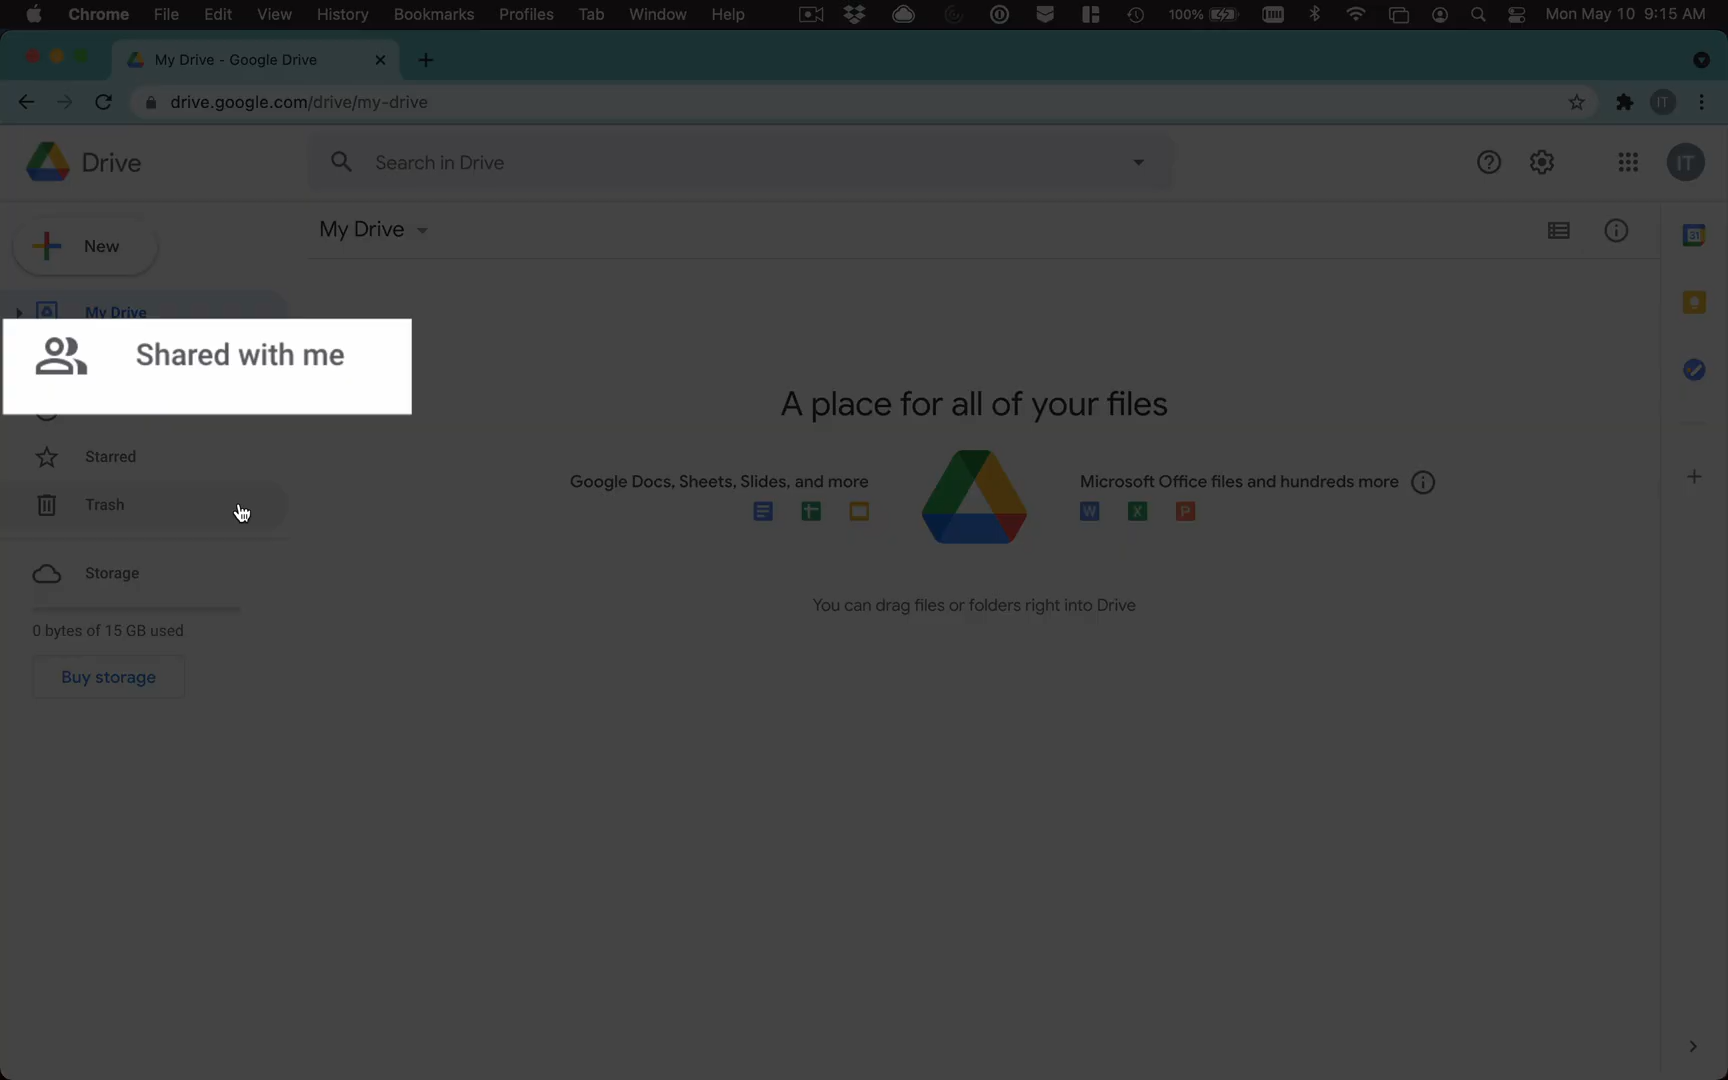 Chrome File Edit View History Bookmarks Profiles Tab Window Help 100% Mon May 10 9:15 AM
My Drive - Google Drive
drive.google.com/drive/my-drive
IT
Drive
Search in Drive
IT
New
My Drive
31
My Drive
Shared with me
A place for all of your files
Starred
Google Docs, Sheets, Slides, and more
Microsoft Office files and hundreds more
W X P
Trash
Storage
You can drag files or folders right into Drive
0 bytes of 15 GB used
Buy storage